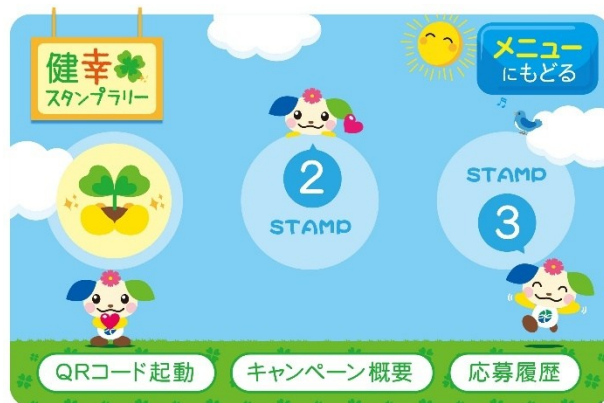 健幸
スタンプラリー
メニュー
にもどる
2
STAMP
STAMP
3
QRコード起動
キャンペーン概要
応募履歴